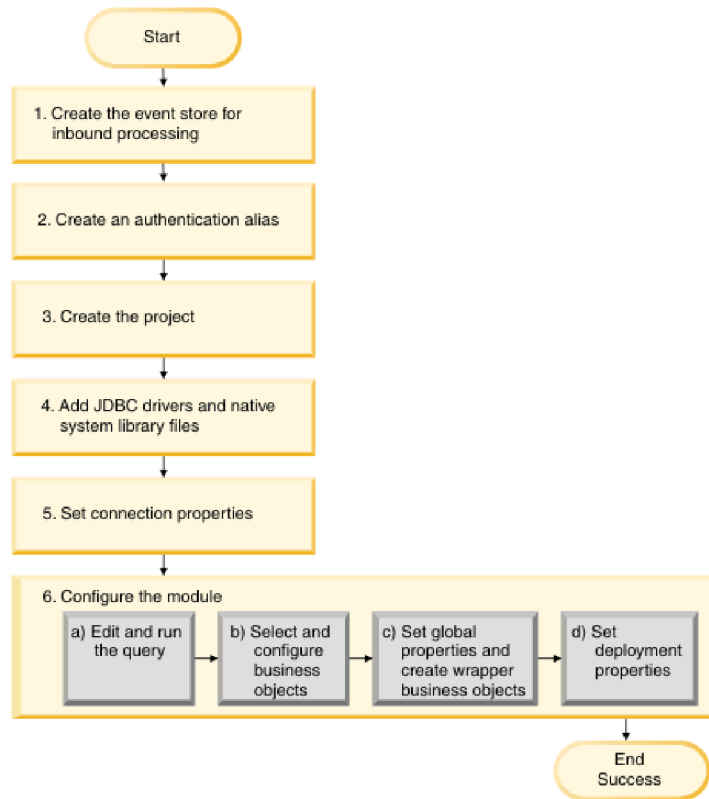 Start
1. Create the event store for
inbound processing
2. Create an authentication alias
3. Create the project
4. Add JDBC drivers and native
system library files
5. Set connection properties
6. Configure the module
a) Edit and run
the query
b) Select and
configure
business
objects
c) Set global
properties and
create wrapper
business objects
d) Set
deployment
properties
End
Success